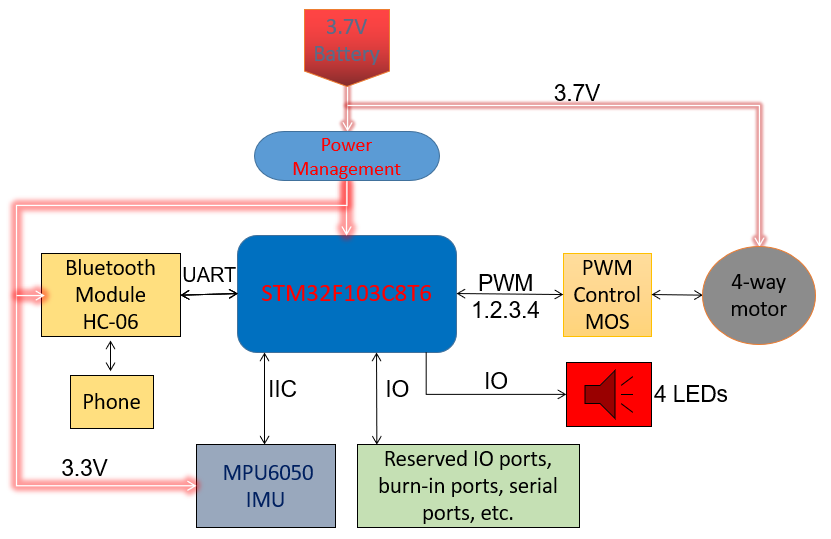 3.7V
Battery
3.7V
Power
Management
Bluetooth
Module
HC-06
UART
STM32F103C8T6
PWM
1.2.3.4
PWM
Control
MOS
4-way
motor
Phone
IIC
IO
IO
4 LEDs
3.3V
MPU6050
IMU
Reserved IO ports,
burn-in ports, serial
ports, etc.